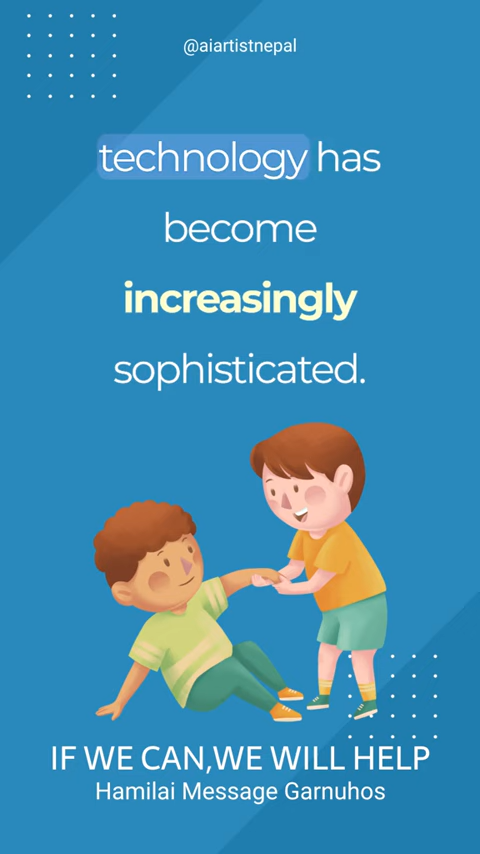 @aiartistnepal
technology has
become
increasingly
sophisticated.
IF WE CAN,WE WILL HELP
Hamilai Message Garnuhos